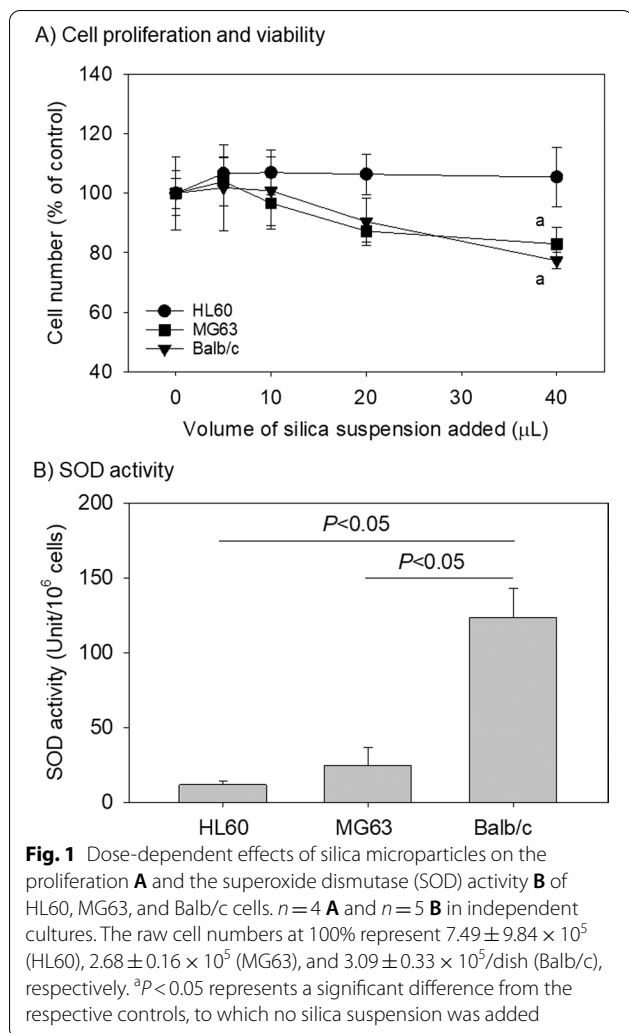 A) Cell proliferation and viability
140
120
100
80
60
40
Cell number (% of control)
a
a
HL60
MG63
Balb/c
0 10 20 30 40
Volume of silica suspension added (μL)
B) SOD activity
200
150
100
50
0
SOD activity (Unit/10⁶ cells)
P<0.05
P<0.05
HL60 MG63 Balb/c
Fig. 1 Dose-dependent effects of silica microparticles on the
proliferation A and the superoxide dismutase (SOD) activity B of
HL60, MG63, and Balb/c cells. n = 4 A and n = 5 B in independent
cultures. The raw cell numbers at 100% represent 7.49 ± 9.84 × 10⁵
(HL60), 2.68 ± 0.16 × 10⁵ (MG63), and 3.09 ± 0.33 × 10⁵/dish (Balb/c),
respectively. ᵃP < 0.05 represents a significant difference from the
respective controls, to which no silica suspension was added